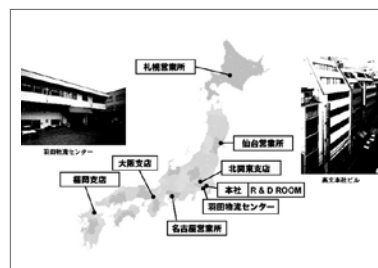 札幌営業所
羽田物流センター
仙台営業所
大阪支店
北関東支店
福岡支店
本社 R & D ROOM
羽田物流センター
名古屋営業所
高文本社ビル